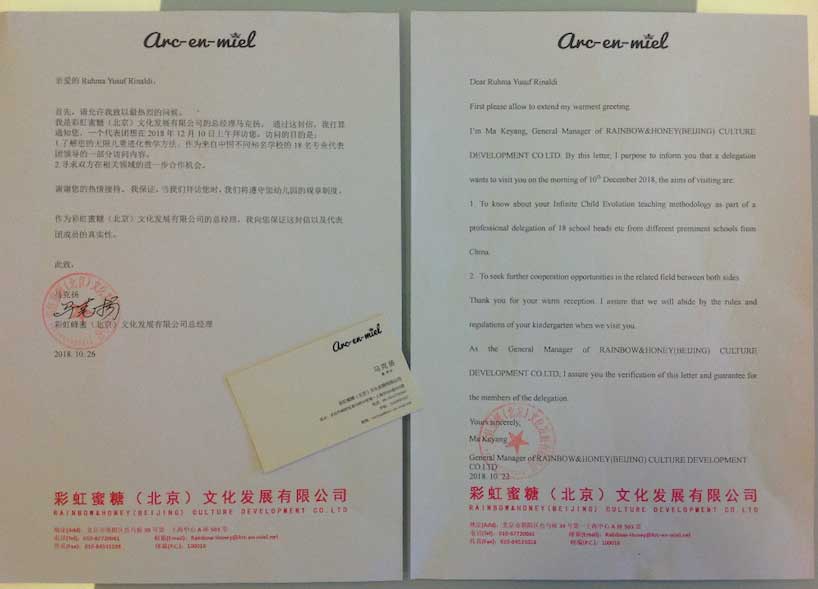 Arc-en-miel
亲爱的 Ruhma Yusuf Rinaldi,
首先，请允许我致以最热烈的问候。
我是彩虹蜜糖（北京）文化发展有限公司的总经理马克扬， 通过这封信，我打算
通知您，一个代表团想在 2018 年 12 月 10 日上午拜访您，访问的目的是：
1.了解您的无限儿童进化教学方法，作为来自中国不同知名学校的 18 名专业代表
团领导的一部分访问内容。
2.寻求双方在相关领域的进一步合作机会。
谢谢您的热情接待。我保证，当我们拜访您时，我们将遵守您幼儿园的规章制度。
作为彩虹蜜糖（北京）文化发展有限公司的总经理，我向您保证这封信以及代表
团成员的真实性。
此致，
马克扬
彩虹蜂蜜（北京）文化发展有限公司总经理
2018. 10. 26
彩虹蜜糖（北京）文化发展有限公司
RAINBOW&HONEY(BEIJING) CULTURE DEVELOPMENT CO.LTD
Arc-en-miel
马克扬
彩虹蜜糖（北京）文化发展有限公司
Arc-en-miel
Dear Ruhma Yusuf Rinaldi
First please allow to extend my warmest greeting
I'm Ma Keyang, General Manager of RAINBOW&HONEY(BEIJING) CULTURE
DEVELOPMENT CO LTD. By this letter, I purpose to inform you that a delegation
wants to visit you on the morning of 10th December 2018, the aims of visiting are:
1. To know about your Infinite Child Evolution teaching methodology as part of a
professional delegation of 18 school heads etc from different preminent schools from
China.
2. To seek further cooperation opportunities in the related field between both sides
Thank you for your warm reception. I assure that we will abide by the rules and
regulations of your kindergarten when we visit you.
As the General Manager of RAINBOW&HONEY(BEIJING) CULTURE
DEVELOPMENT CO.LTD, I assure you the verification of this letter and guarantee for
the members of the delegation.
Yours sincerely,
Ma Keyang
General Manager of RAINBOW&HONEY(BEIJING) CULTURE DEVELOPMENT
CO.LTD
2018. 10. 22
彩虹蜜糖（北京）文化发展有限公司
RAINBOW&HONEY(BEIJING) CULTURE DEVELOPMENT CO.LTD